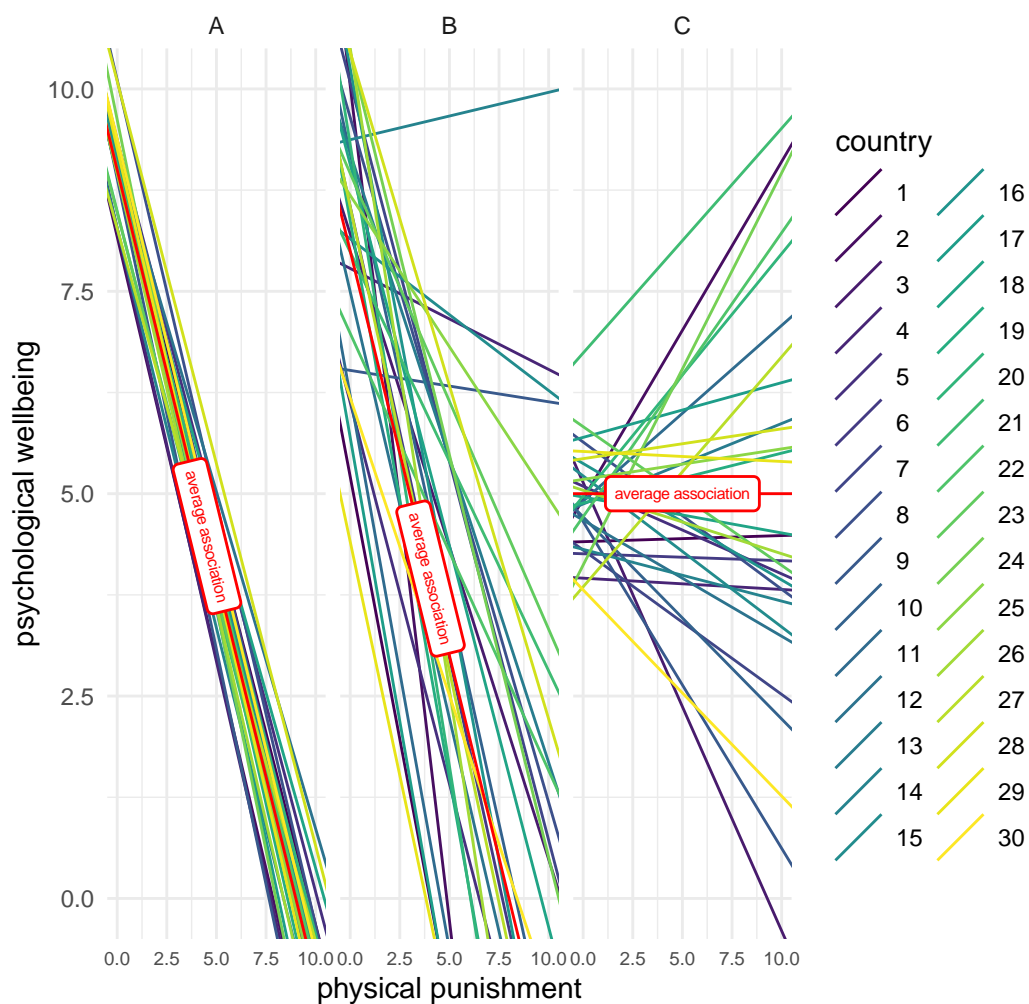 A B C
psychological wellbeing
10.0
7.5
5.0
2.5
0.0
average association
average association
average association
0.0 2.5 5.0 7.5 10.0 0.0 2.5 5.0 7.5 10.0 0.0 2.5 5.0 7.5 10.0
physical punishment
country
1 16
2 17
3 18
4 19
5 20
6 21
7 22
8 23
9 24
10 25
11 26
12 27
13 28
14 29
15 30